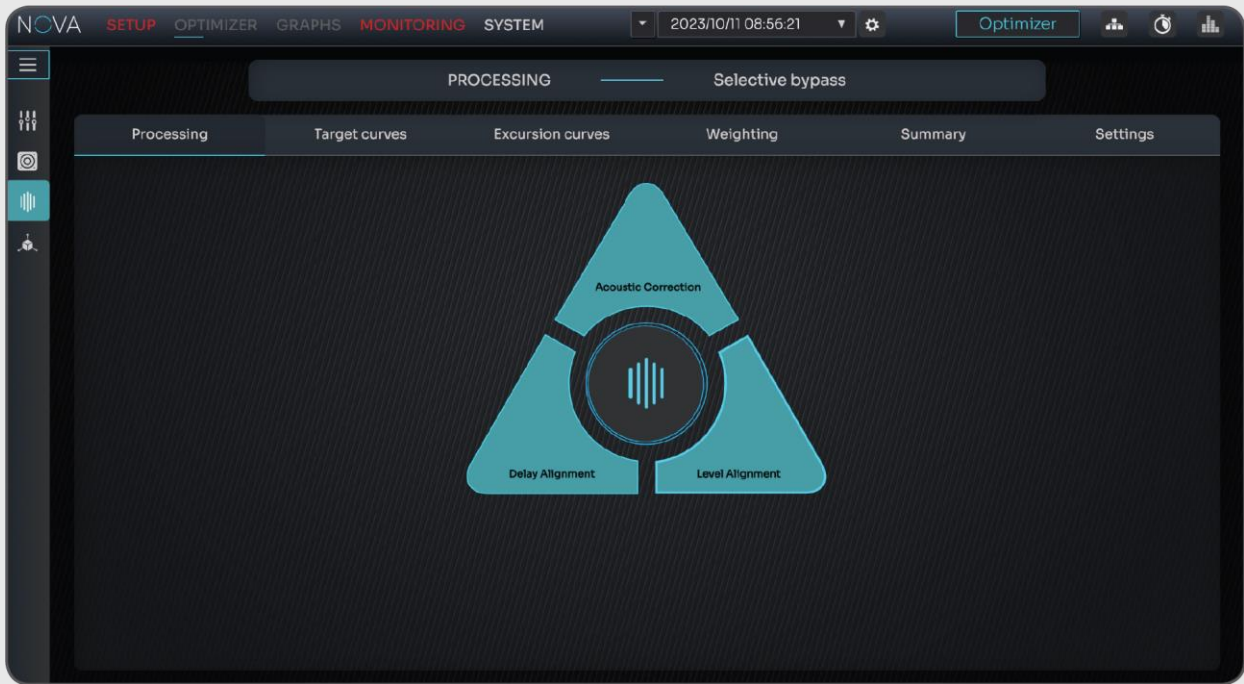 NOVA SETUP OPTIMIZER GRAPHS MONITORING SYSTEM 2023/10/11 08:56:21 Optimizer
PROCESSING Selective bypass
Processing Target curves Excursion curves Weighting Summary Settings
Acoustic Correction
Delay Alignment Level Alignment